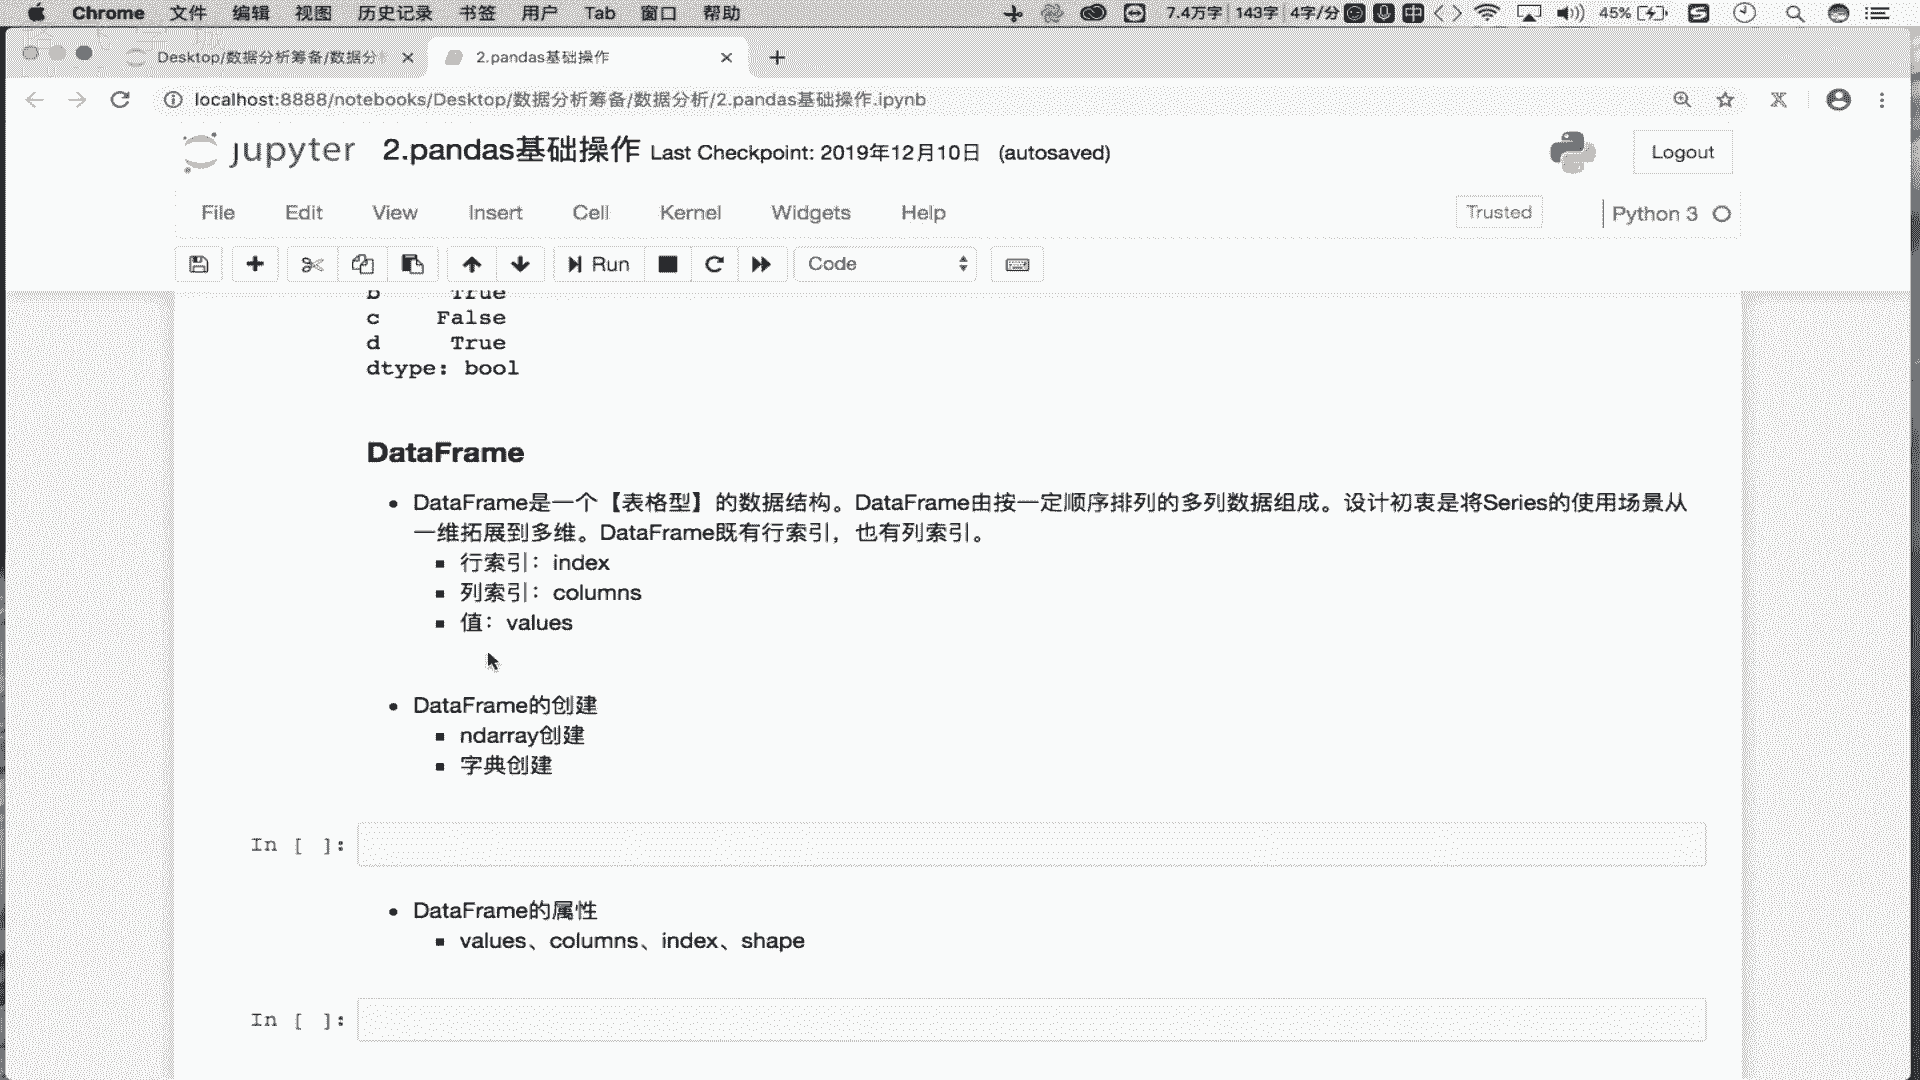 Chrome 文件 编辑 视图 历史记录 书签 用户 Tab 窗口 帮助 7.4万字 143字 4字/分 中 45%
Desktop/数据分析筹备/数据分 2.pandas基础操作
localhost:8888/notebooks/Desktop/数据分析筹备/数据分析/2.pandas基础操作.ipynb
jupyter 2.pandas基础操作 Last Checkpoint: 2019年12月10日 (autosaved) Logout
File Edit View Insert Cell Kernel Widgets Help Trusted Python 3
Run Code
b True
c False
d True
dtype: bool
DataFrame
DataFrame是一个【表格型】的数据结构。DataFrame由按一定顺序排列的多列数据组成。设计初衷是将Series的使用场景从
一维拓展到多维。DataFrame既有行索引，也有列索引。
行索引：index
列索引：columns
值：values
DataFrame的创建
ndarray创建
字典创建
In [ ]:
DataFrame的属性
values、columns、index、shape
In [ ]: